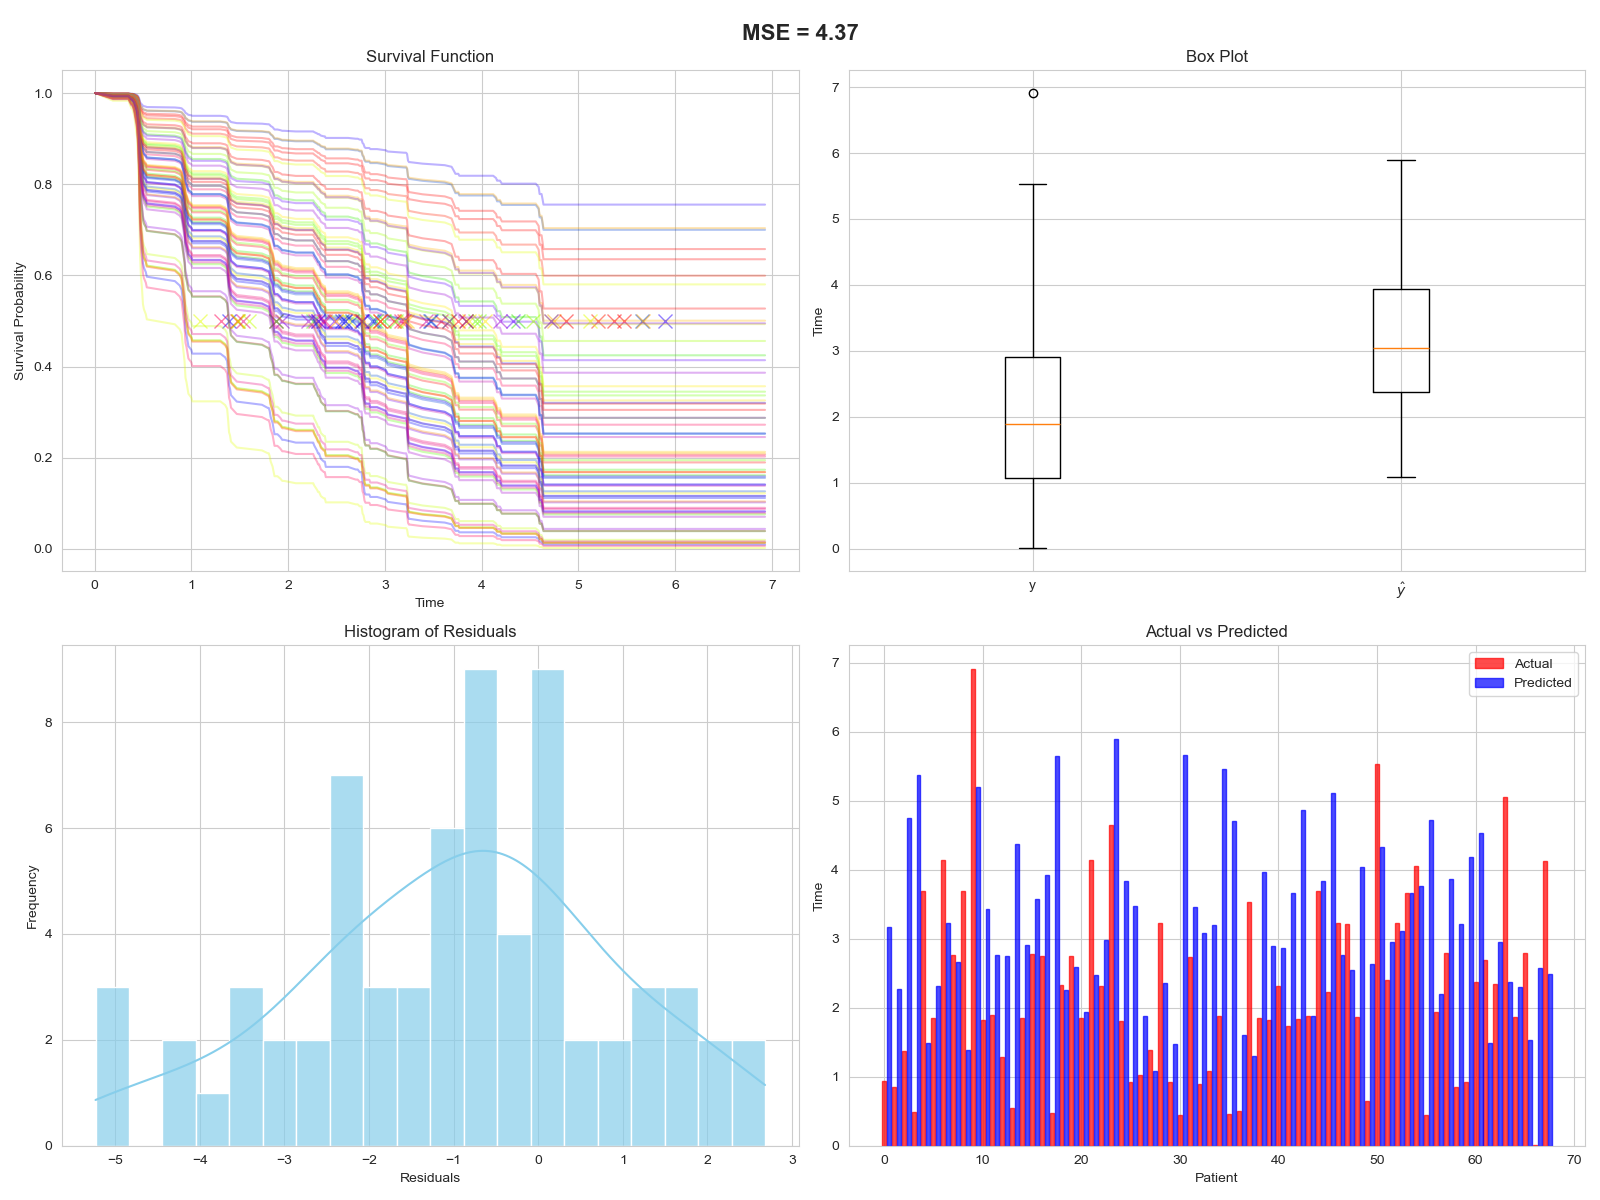 MSE = 4.37
Survival Function
Survival Probability
1.0
0.8
0.6
0.4
0.2
0.0
0 1 2 3 4 5 6 7
Time
Box Plot
Time
7
6
5
4
3
2
1
0
y ŷ
Histogram of Residuals
Frequency
8
6
4
2
0
−5 −4 −3 −2 −1 0 1 2 3
Residuals
Actual vs Predicted
Time
7
6
5
4
3
2
1
0
Actual
Predicted
0 10 20 30 40 50 60 70
Patient